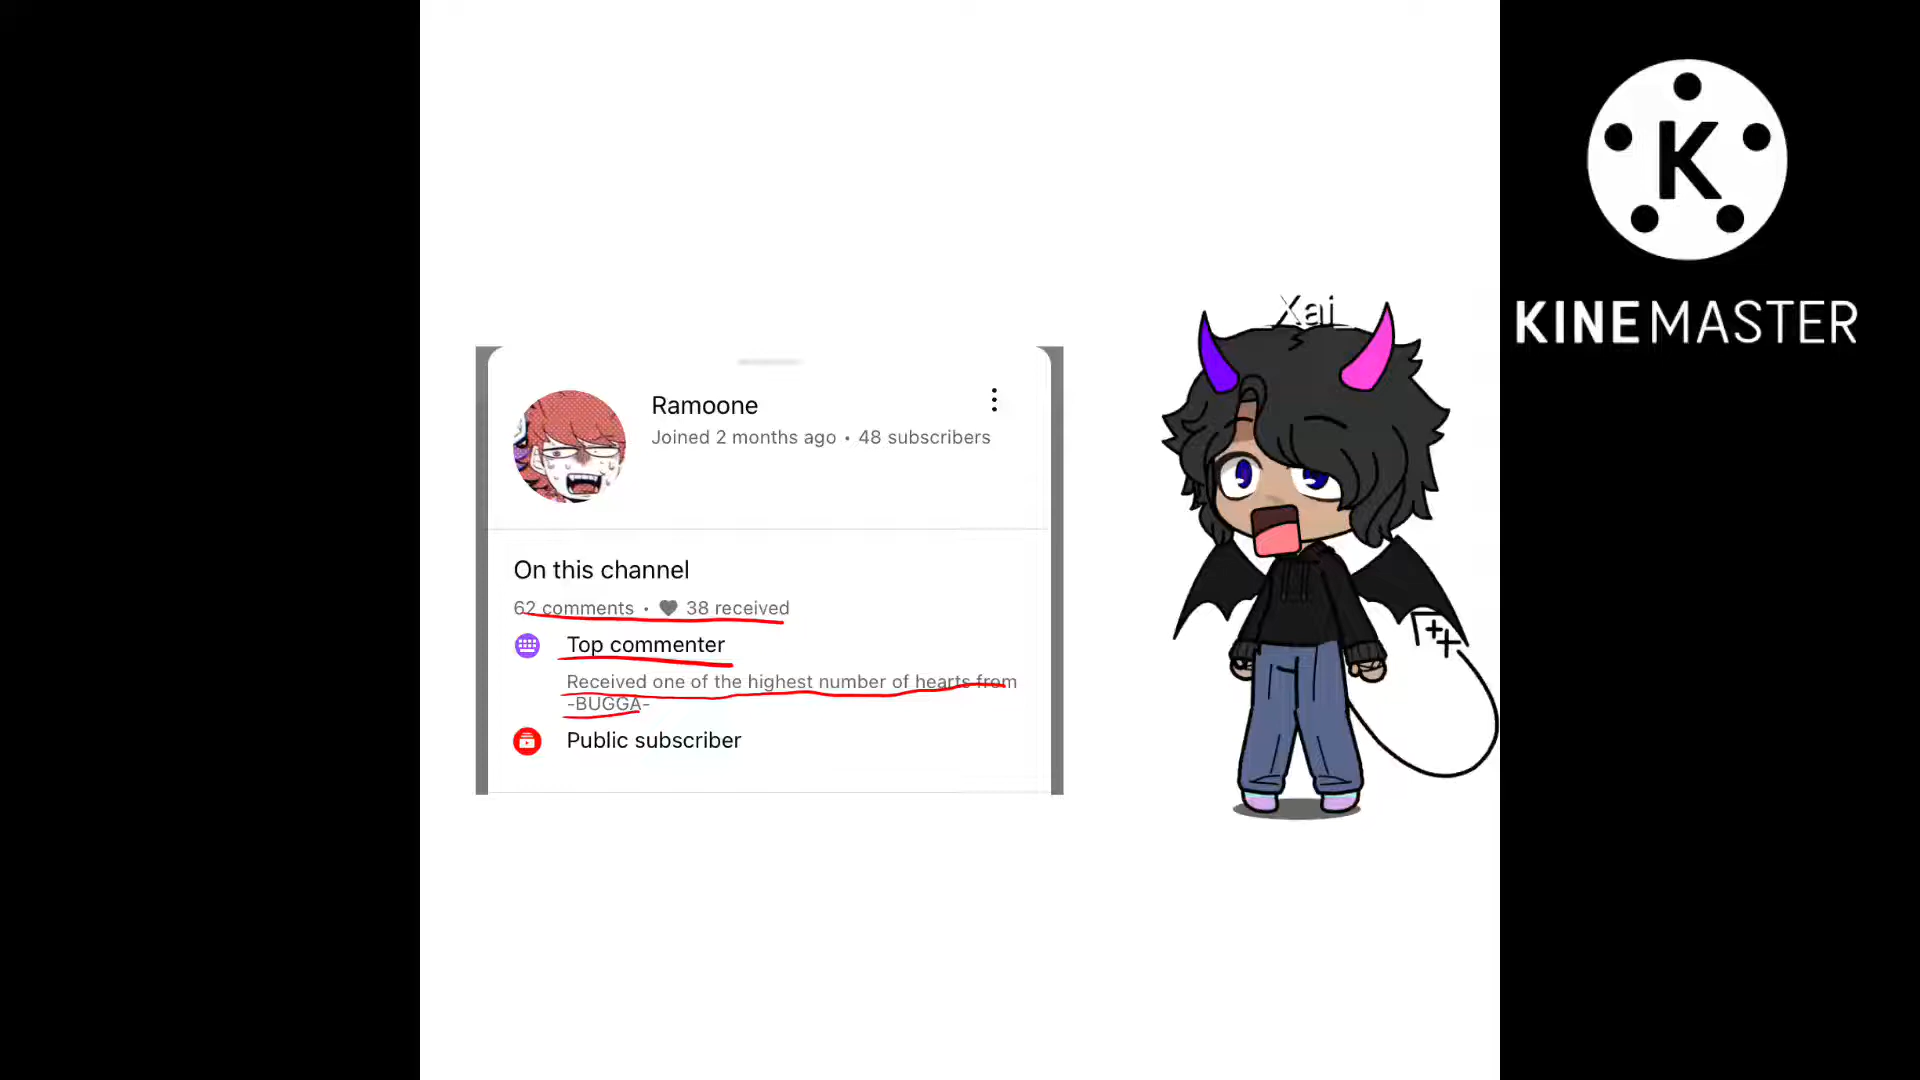 K
KINEMASTER
Xai
Ramoone
Joined 2 months ago • 48 subscribers
On this channel
62 comments • 38 received
Top commenter
Received one of the highest number of hearts from
-BUGGA-
Public subscriber